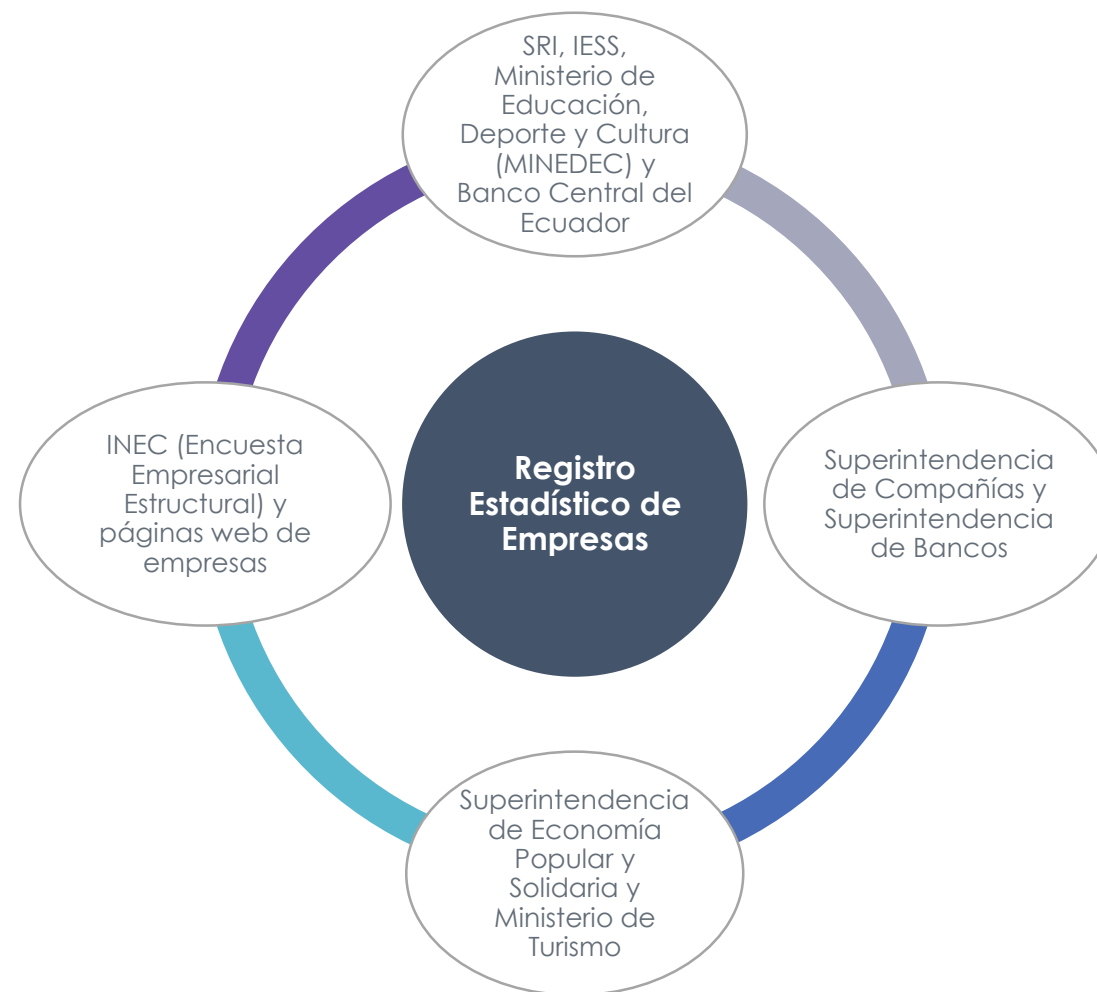 SRI, IESS,
Ministerio de
Educación,
Deporte y Cultura
(MINEDEC) y
Banco Central del
Ecuador
INEC (Encuesta
Empresarial
Estructural) y
páginas web de
empresas
Registro
Estadístico de
Empresas
Superintendencia
de Compañías y
Superintendencia
de Bancos
Superintendencia
de Economía
Popular y
Solidaria y
Ministerio de
Turismo